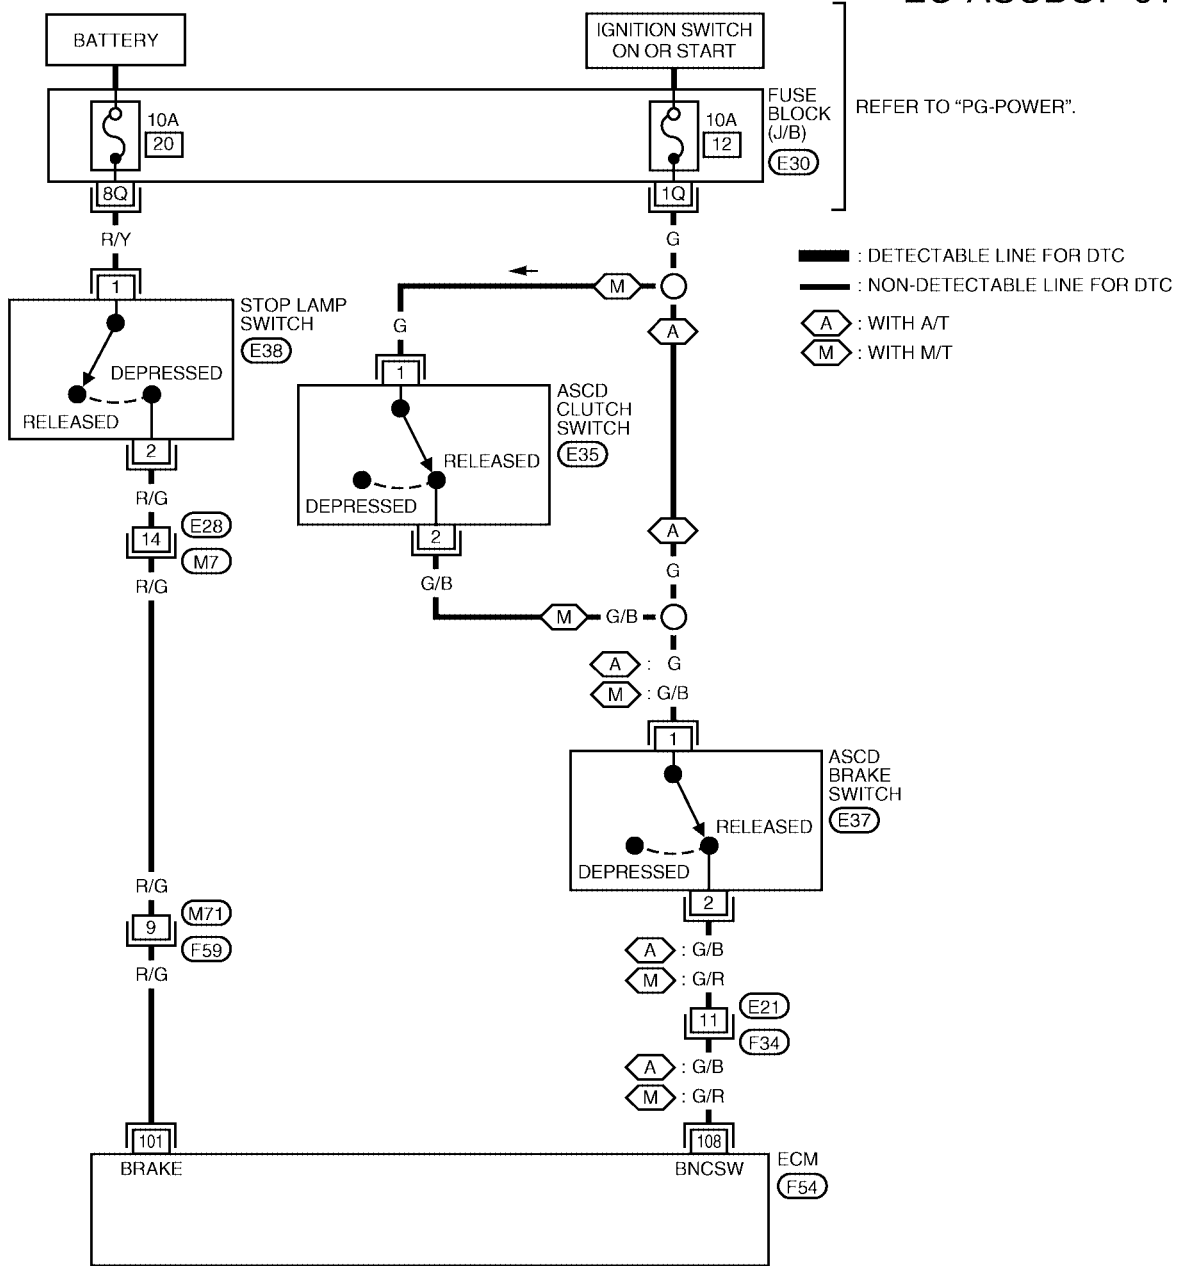 BATTERY
IGNITION SWITCH
ON OR START
10A
20
10A
12
FUSE
BLOCK
(J/B)
E30
REFER TO “PG-POWER”.
8Q
1Q
R/Y
G
: DETECTABLE LINE FOR DTC
: NON-DETECTABLE LINE FOR DTC
A : WITH A/T
M : WITH M/T
M
A
G
1
STOP LAMP
SWITCH
E38
DEPRESSED
RELEASED
2
1
ASCD
CLUTCH
SWITCH
E35
RELEASED
DEPRESSED
2
R/G
14
E28
M7
R/G
A
G
G/B
M
G/B
A : G
M : G/B
1
ASCD
BRAKE
SWITCH
E37
RELEASED
DEPRESSED
2
R/G
9
M71
F59
R/G
A : G/B
M : G/R
11
E21
F34
A : G/B
M : G/R
101
108
BRAKE
BNCSW
ECM
F54